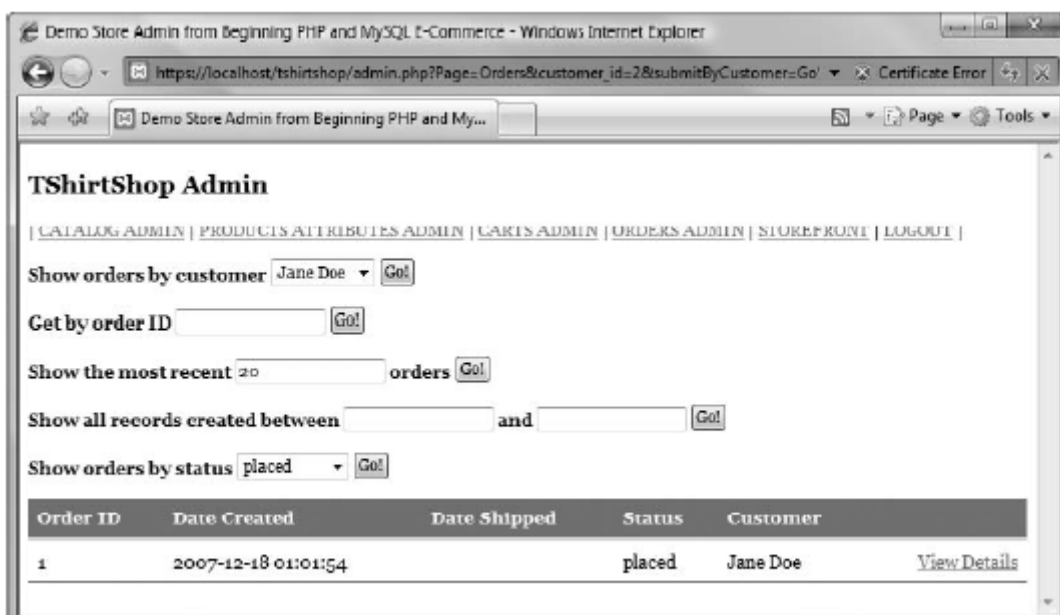 Demo Store Admin from Beginning PHP and MySQL E-Commerce - Windows Internet Explorer
https://localhost/tshirtshop/admin.php?Page=Orders&customer_id=2&submitByCustomer=Go! Certificate Error
Demo Store Admin from Beginning PHP and My... Page Tools
TShirtShop Admin
| CATALOG ADMIN | PRODUCTS ATTRIBUTES ADMIN | CARTS ADMIN | ORDERS ADMIN | STOREFRONT | LOGOUT |
Show orders by customer Jane Doe Go!
Get by order ID Go!
Show the most recent 20 orders Go!
Show all records created between and Go!
Show orders by status placed Go!
Order ID Date Created Date Shipped Status Customer
1 2007-12-18 01:01:54 placed Jane Doe View Details